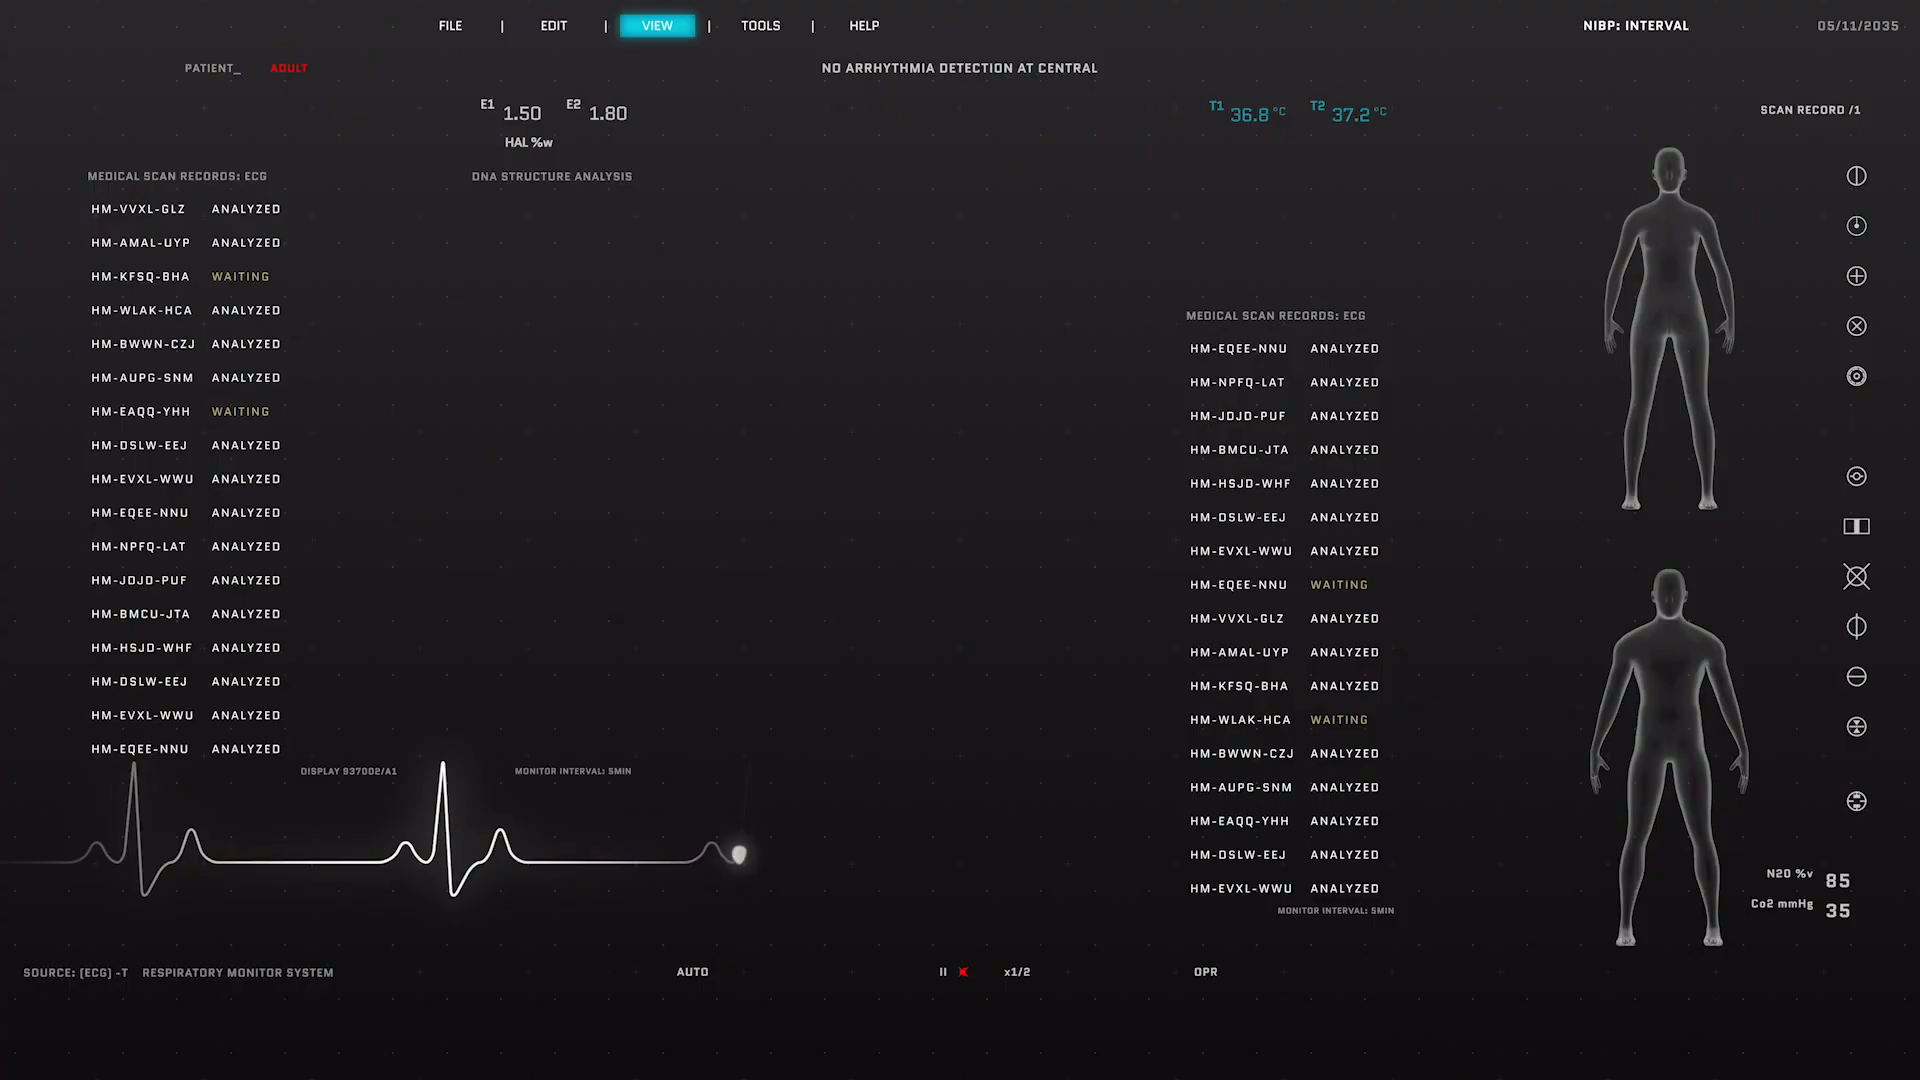 FILE | EDIT | VIEW | TOOLS | HELP
NIBP: INTERVAL
05/11/2035
PATIENT_ ADULT
NO ARRHYTHMIA DETECTION AT CENTRAL
E1 1.50 E2 1.80
HAL %w
T1 36.8 °C T2 37.2 °C
SCAN RECORD /1
MEDICAL SCAN RECORDS: ECG
HM-VVXL-GLZ ANALYZED
HM-AMAL-UYP ANALYZED
HM-KFSQ-BHA WAITING
HM-WLAK-HCA ANALYZED
HM-BWWN-CZJ ANALYZED
HM-AUPG-SNM ANALYZED
HM-EAQQ-YHH WAITING
HM-DSLW-EEJ ANALYZED
HM-EVXL-WWU ANALYZED
HM-EQEE-NNU ANALYZED
HM-NPFQ-LAT ANALYZED
HM-JDJD-PUF ANALYZED
HM-BMCU-JTA ANALYZED
HM-HSJD-WHF ANALYZED
HM-DSLW-EEJ ANALYZED
HM-EVXL-WWU ANALYZED
HM-EQEE-NNU ANALYZED
DNA STRUCTURE ANALYSIS
MEDICAL SCAN RECORDS: ECG
HM-EQEE-NNU ANALYZED
HM-NPFQ-LAT ANALYZED
HM-JDJD-PUF ANALYZED
HM-BMCU-JTA ANALYZED
HM-HSJD-WHF ANALYZED
HM-DSLW-EEJ ANALYZED
HM-EVXL-WWU ANALYZED
HM-EQEE-NNU WAITING
HM-VVXL-GLZ ANALYZED
HM-AMAL-UYP ANALYZED
HM-KFSQ-BHA ANALYZED
HM-WLAK-HCA WAITING
HM-BWWN-CZJ ANALYZED
HM-AUPG-SNM ANALYZED
HM-EAQQ-YHH ANALYZED
HM-DSLW-EEJ ANALYZED
HM-EVXL-WWU ANALYZED
MONITOR INTERVAL: 5MIN
DISPLAY 937002/A1
MONITOR INTERVAL: 5MIN
N20 %v 85
Co2 mmHg 35
SOURCE: (ECG) -T RESPIRATORY MONITOR SYSTEM
AUTO
x1/2
OPR